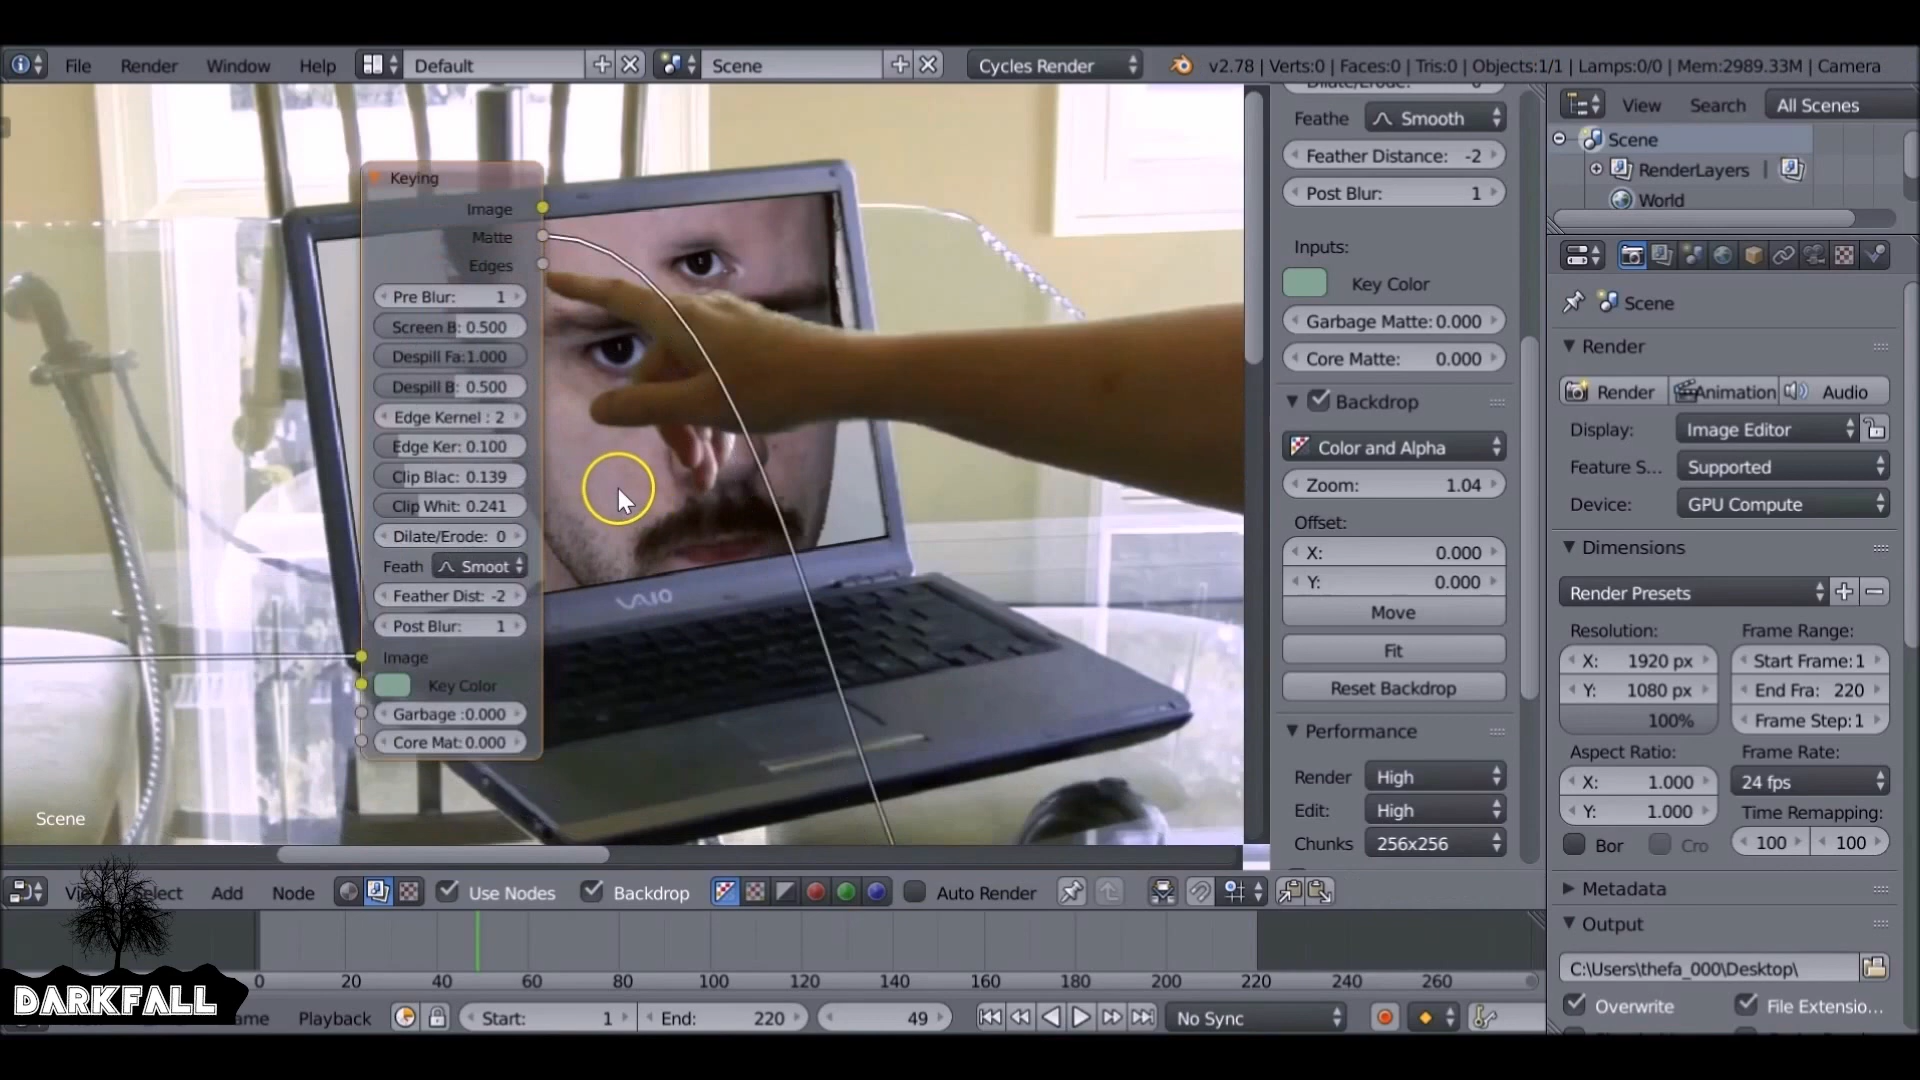 File Render Window Help Default Scene Cycles Render v2.78 | Verts:0 | Faces:0 | Tris:0 | Objects:1/1 | Lamps:0/0 | Mem:2989.33M | Camera
Keying
Image
Matte
Edges
Pre Blur: 1
Screen B: 0.500
Despill Fa:1.000
Despill B: 0.500
Edge Kernel : 2
Edge Ker: 0.100
Clip Blac: 0.139
Clip Whit: 0.241
Dilate/Erode: 0
Feath Smoot
Feather Dist: -2
Post Blur: 1
Image
Key Color
Garbage :0.000
Core Mat: 0.000
VAIO
Scene
Feathe Smooth
Feather Distance: -2
Post Blur: 1
Inputs:
Key Color
Garbage Matte: 0.000
Core Matte: 0.000
Backdrop
Color and Alpha
Zoom: 1.04
Offset:
X: 0.000
Y: 0.000
Move
Fit
Reset Backdrop
Performance
Render High
Edit: High
Chunks 256x256
View Search All Scenes
Scene
RenderLayers |
World
Scene
Render
Render Animation Audio
Display: Image Editor
Feature S... Supported
Device: GPU Compute
Dimensions
Render Presets
Resolution: Frame Range:
X: 1920 px Start Frame:1
Y: 1080 px End Fra: 220
100% Frame Step:1
Aspect Ratio: Frame Rate:
X: 1.000 24 fps
Y: 1.000 Time Remapping:
Bor Cro 100 100
Metadata
Output
C:\Users\thefa_000\Desktop\
Overwrite File Extensio...
Add Node Use Nodes Backdrop Auto Render
0 20 40 60 80 100 120 140 160 180 200 220 240 260
DARKFALL
Playback Start: 1 End: 220 49 No Sync